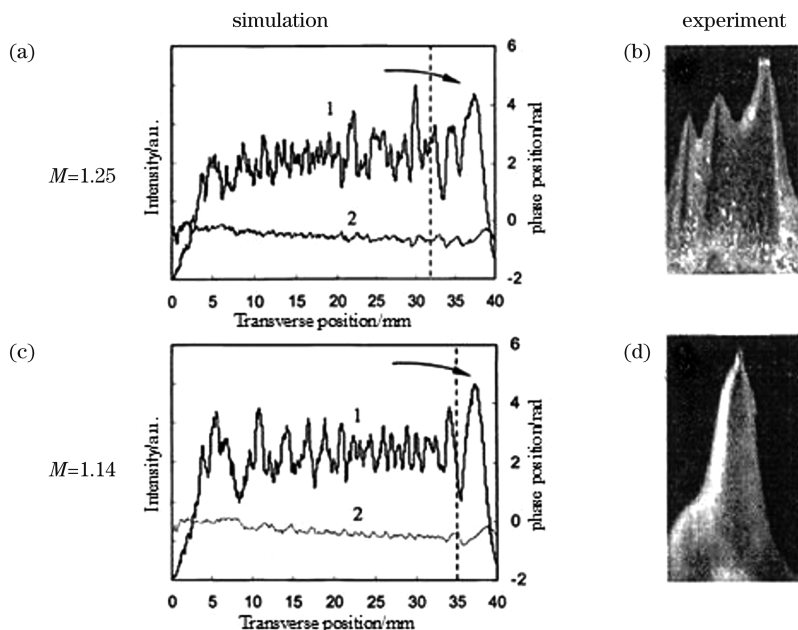 simulation
experiment
(a)
(b)
M=1.25
Intensity/a.u.
phase position/rad
6
4
2
0
-2
1
2
0 5 10 15 20 25 30 35 40
Transverse position/mm
(c)
(d)
M=1.14
Intensity/a.u.
phase position/rad
6
4
2
0
-2
1
2
0 5 10 15 20 25 30 35 40
Transverse position/mm